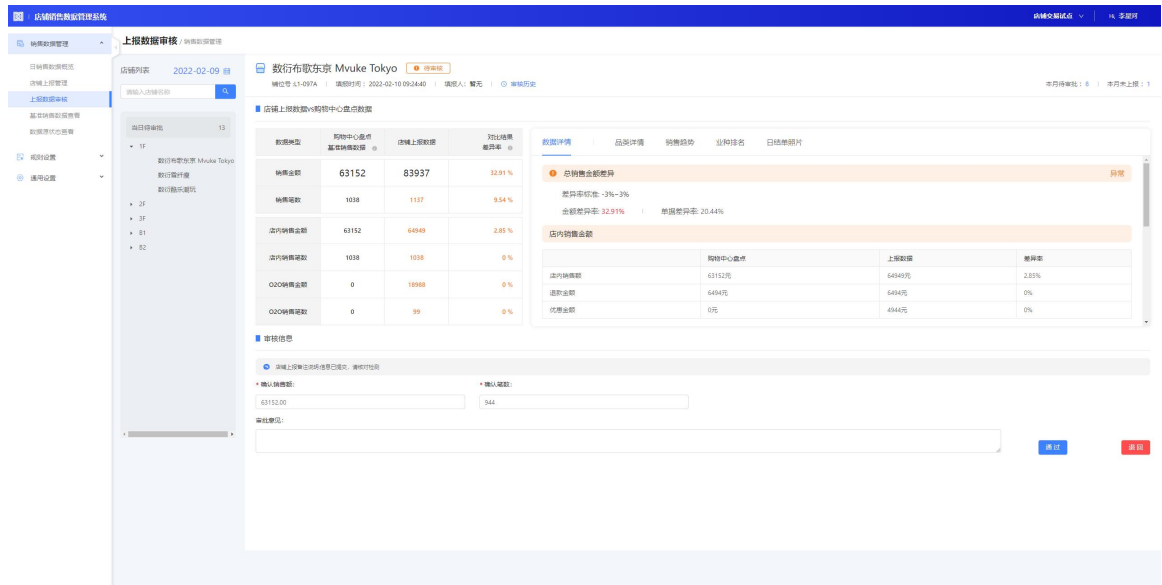 店铺销售数据管理系统
店铺交易试点
Hi, 李星河
销售数据管理
日销售数据概览
店铺上报管理
上报数据审核
基准销售数据查看
数据源状态查看
规则设置
通用设置
上报数据审核 / 销售数据管理
店铺列表 2022-02-09
请输入店铺名称
当日待审批 13
1F
数衍布歌东京 Mvuke Tokyo
数衍霸纤瘦
数衍酷乐潮玩
2F
3F
B1
B2
数衍布歌东京 Mvuke Tokyo 待审核
铺位号 L1-097A 填报时间: 2022-02-10 09:24:40 填报人: 暂无 审核历史
本月待审批: 8 本月未上报: 1
店铺上报数据vs购物中心盘点数据
数据类型 购物中心盘点 店铺上报数据 对比结果
基准销售数据 差异率
销售金额 63152 83937 32.91 %
销售笔数 1038 1137 9.54 %
店内销售金额 63152 64949 2.85 %
店内销售笔数 1038 1038 0 %
O2O销售金额 0 18988 0 %
O2O销售笔数 0 99 0 %
数据详情 品类详情 销售趋势 业种排名 日结单照片
总销售金额差异 异常
差异率标准: -3%~3%
金额差异率: 32.91% 单据差异率: 20.44%
店内销售金额
购物中心盘点 上报数据 差异率
店内销售额 63152元 64949元 2.85%
退款金额 6494元 6494元 0%
优惠金额 0元 4944元 0%
审核信息
店铺上报备注说明信息已提交，请核对检测
* 确认销售额:
63152.00
* 确认笔数:
944
审批意见:
通过
退回